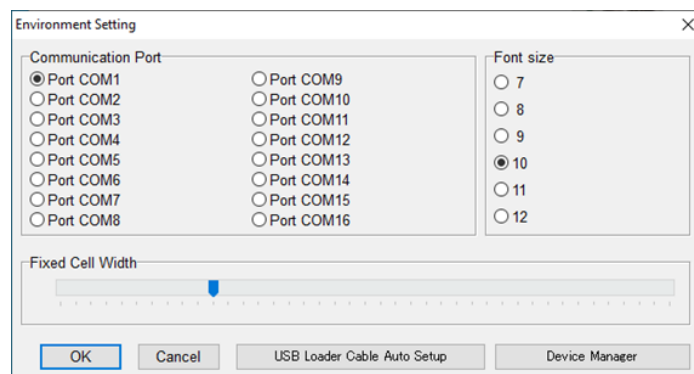 Environment Setting
Communication Port
Port COM1
Port COM2
Port COM3
Port COM4
Port COM5
Port COM6
Port COM7
Port COM8
Port COM9
Port COM10
Port COM11
Port COM12
Port COM13
Port COM14
Port COM15
Port COM16
Font size
7
8
9
10
11
12
Fixed Cell Width
OK
Cancel
USB Loader Cable Auto Setup
Device Manager